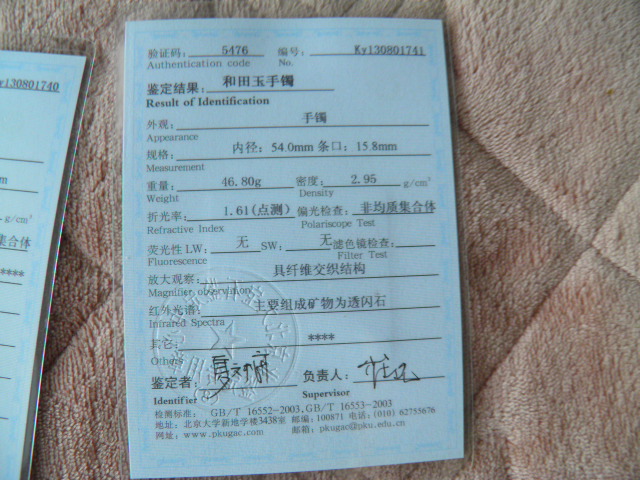 验证码: 5476 编号: Ky130801741
Authentication code No.
鉴定结果: 和田玉手镯
Result of Identification
外观: 手镯
Appearance
规格: 内径: 54.0mm 条口: 15.8mm
Measurement
重量: 46.80g 密度: 2.95 g/cm³
Weight Density
折光率: 1.61(点测) 偏光检查: 非均质集合体
Refractive Index Polariscope Test
荧光性 LW: 无 SW: 无 滤色镜检查:
Fluorescence Filter Test
放大观察: 具纤维交织结构
Magnifier observation
红外光谱: 主要组成矿物为透闪石
Infrared Spectra
其它: ****
Others
鉴定者: 负责人:
Identifier Supervisor
检测标准: GB/T 16552-2003.GB/T 16553-2003
地址: 北京大学新地学楼3438室 邮编: 100871 电话: (010) 62755676
网址: www.pkugac.com 邮箱: pkugac@pku.edu.cn
Ky130801740
g/cm³
集合体
****